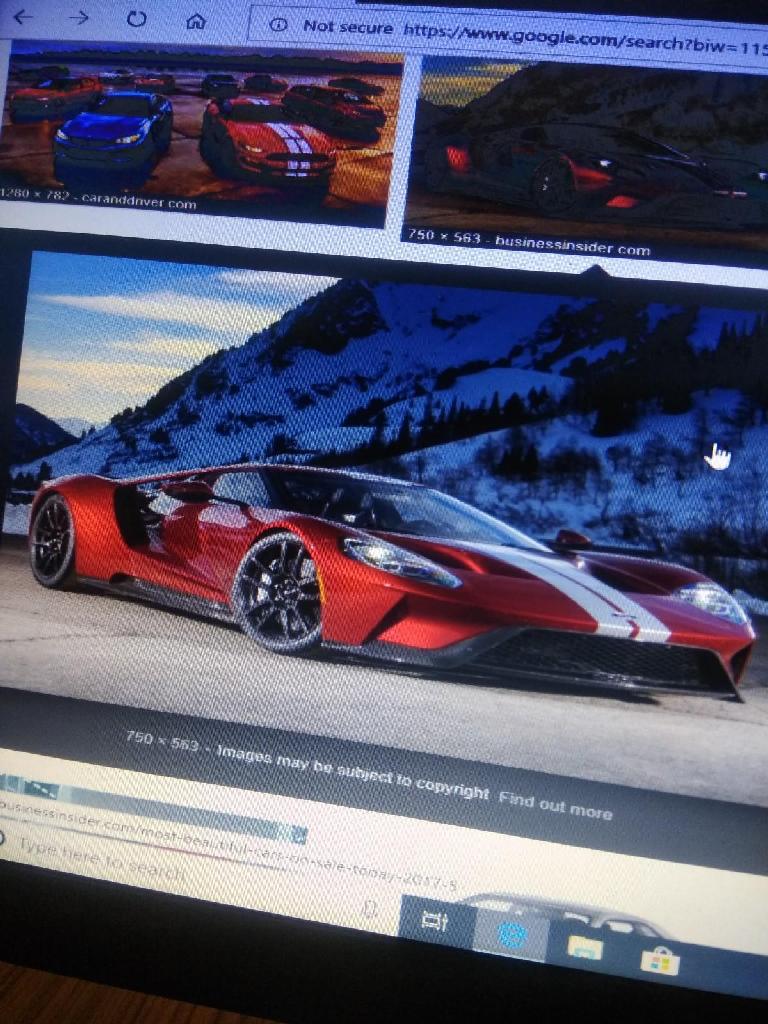 Not secure https://www.google.com/search?biw=115
1280 × 782 - caranddriver.com
750 × 563 - businessinsider.com
750 × 563 - Images may be subject to copyright Find out more
businessinsider.com/most-beautiful-cars-on-sale-today-2017-5
Type here to search